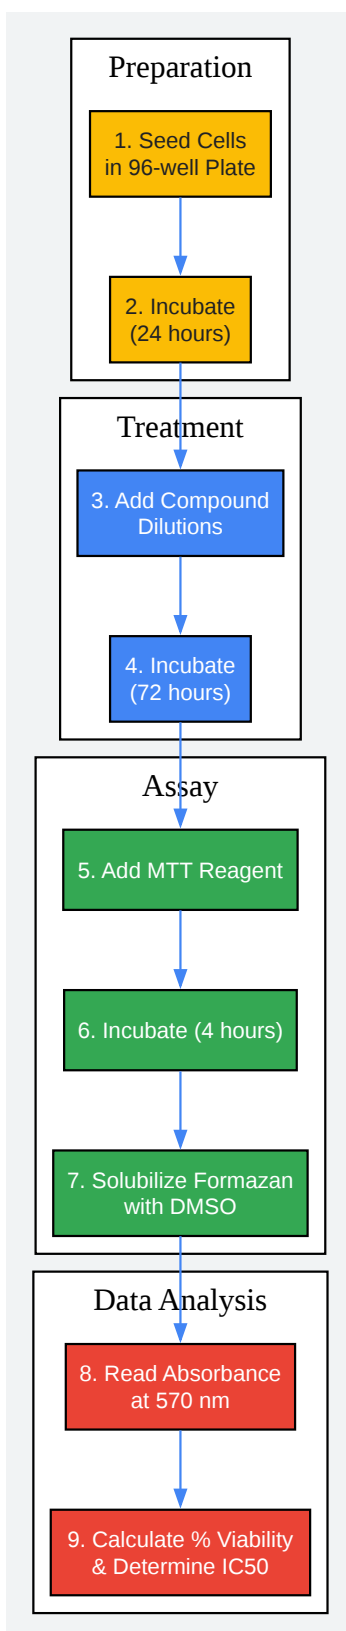 Preparation
1. Seed Cells
in 96-well Plate
2. Incubate
(24 hours)
Treatment
3. Add Compound
Dilutions
4. Incubate
(72 hours)
Assay
5. Add MTT Reagent
6. Incubate (4 hours)
7. Solubilize Formazan
with DMSO
Data Analysis
8. Read Absorbance
at 570 nm
9. Calculate % Viability
& Determine IC50